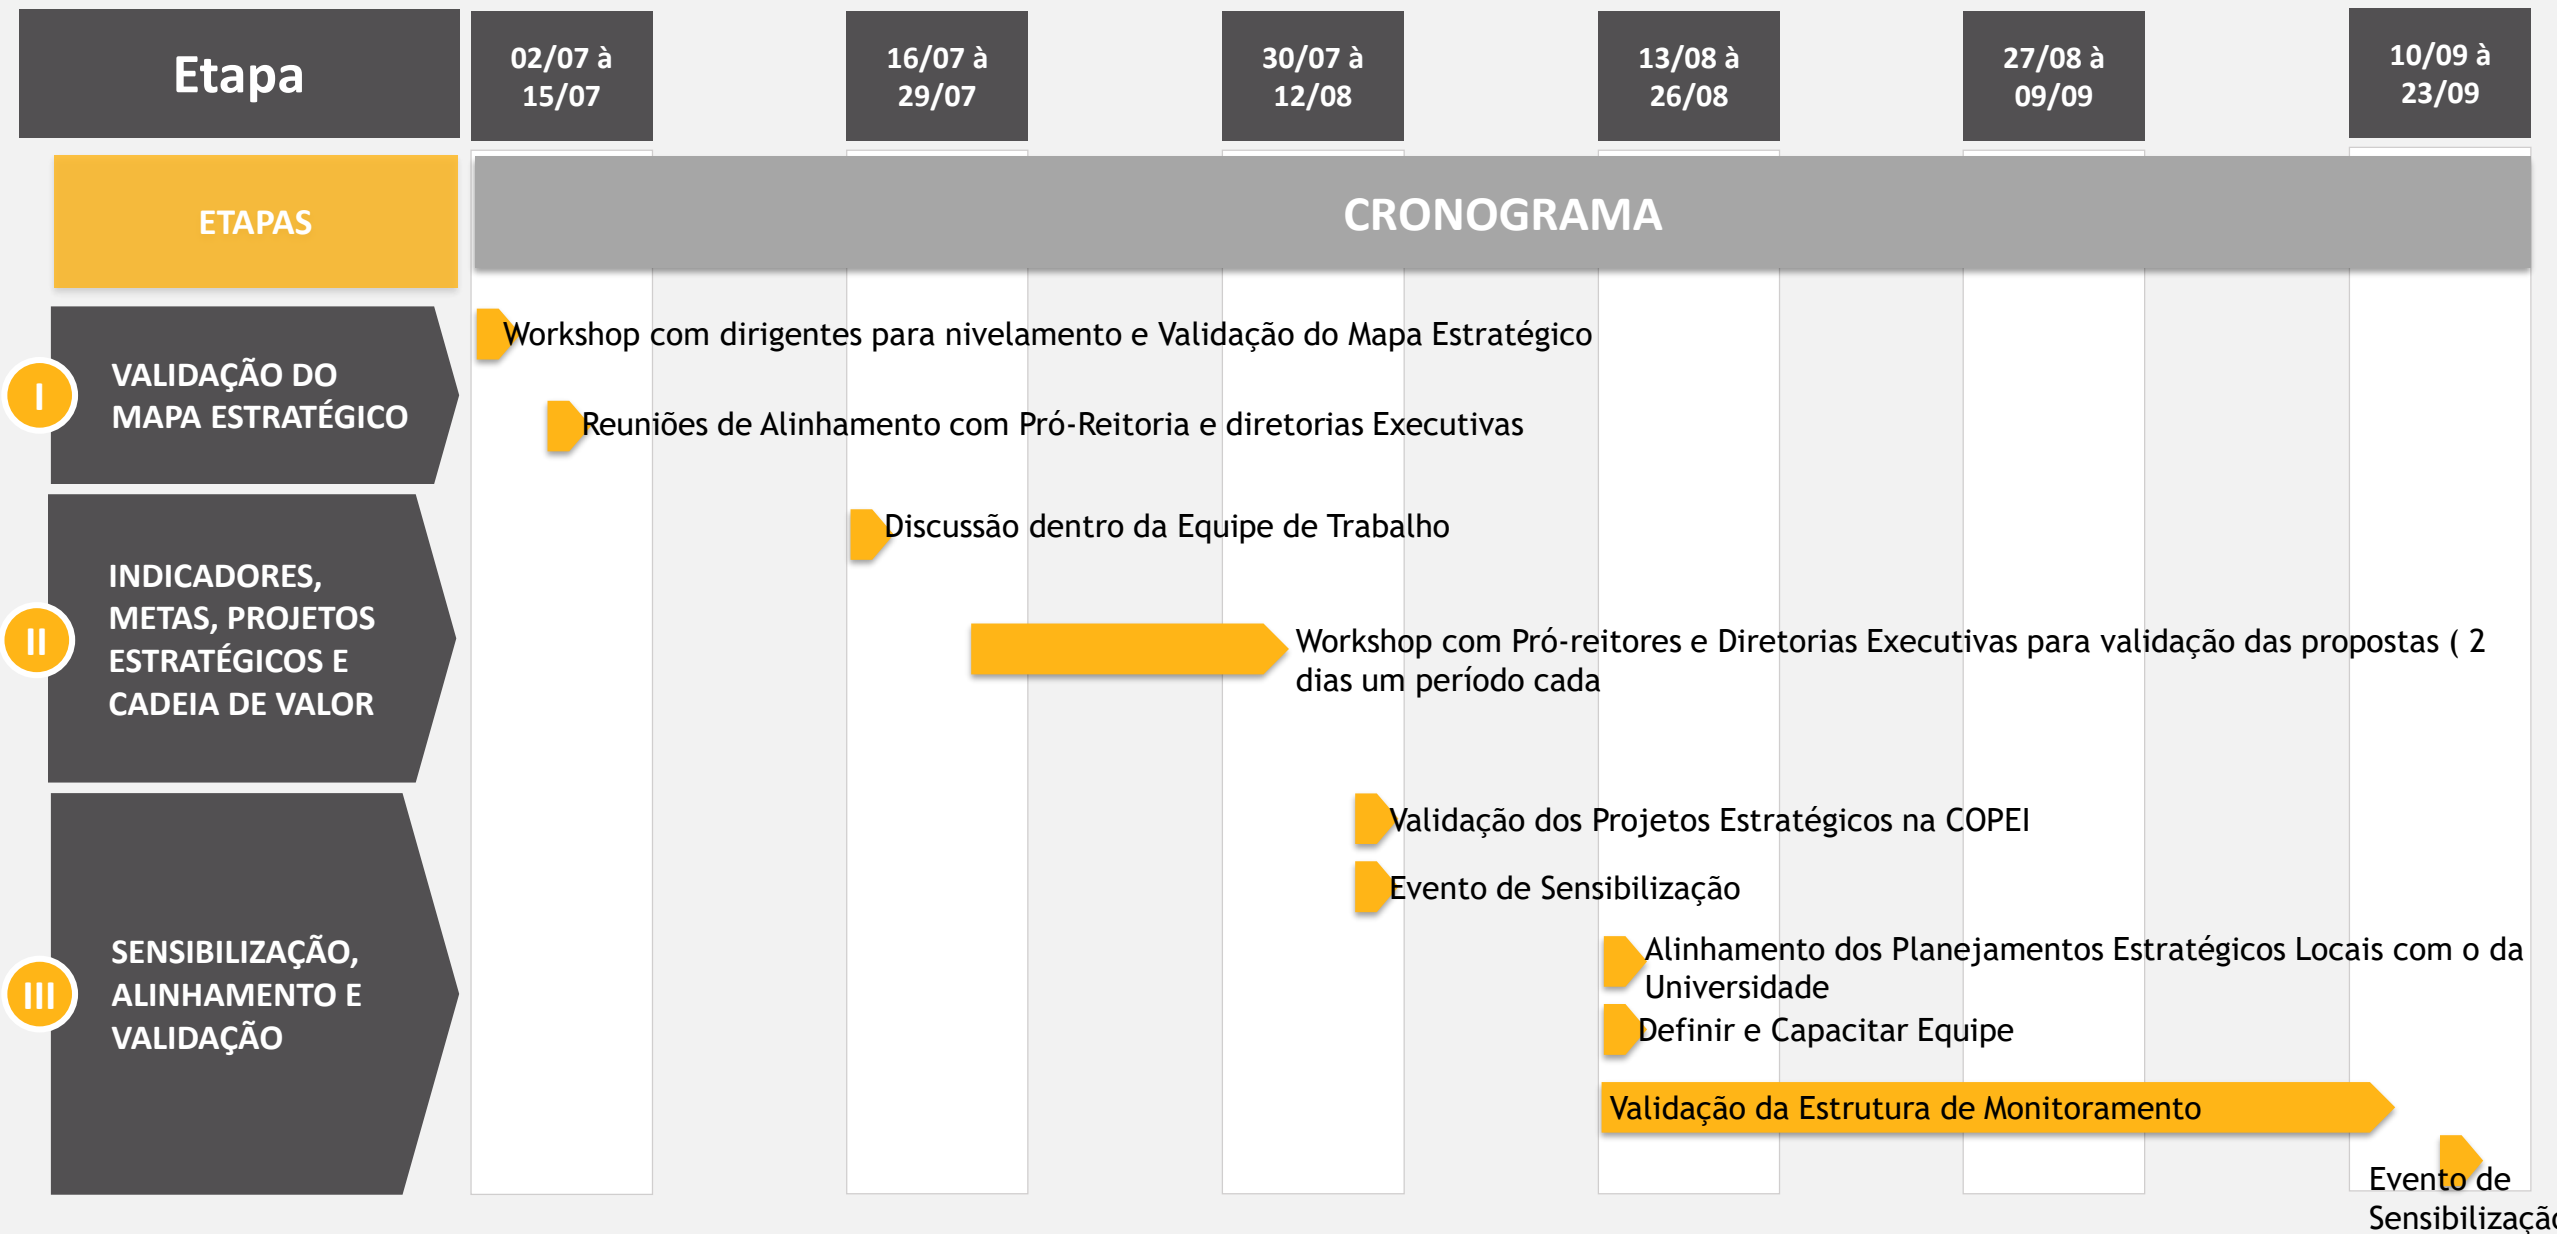 Etapa
02/07 à
15/07
16/07 à
29/07
30/07 à
12/08
13/08 à
26/08
27/08 à
09/09
10/09 à
23/09
ETAPAS
CRONOGRAMA
I
VALIDAÇÃO DO
MAPA ESTRATÉGICO
Workshop com dirigentes para nivelamento e Validação do Mapa Estratégico
Reuniões de Alinhamento com Pró-Reitoria e diretorias Executivas
II
INDICADORES,
METAS, PROJETOS
ESTRATÉGICOS E
CADEIA DE VALOR
Discussão dentro da Equipe de Trabalho
Workshop com Pró-reitores e Diretorias Executivas para validação das propostas ( 2
dias um período cada
III
SENSIBILIZAÇÃO,
ALINHAMENTO E
VALIDAÇÃO
Validação dos Projetos Estratégicos na COPEI
Evento de Sensibilização
Alinhamento dos Planejamentos Estratégicos Locais com o da
Universidade
Definir e Capacitar Equipe
Validação da Estrutura de Monitoramento
Evento de
Sensibilização